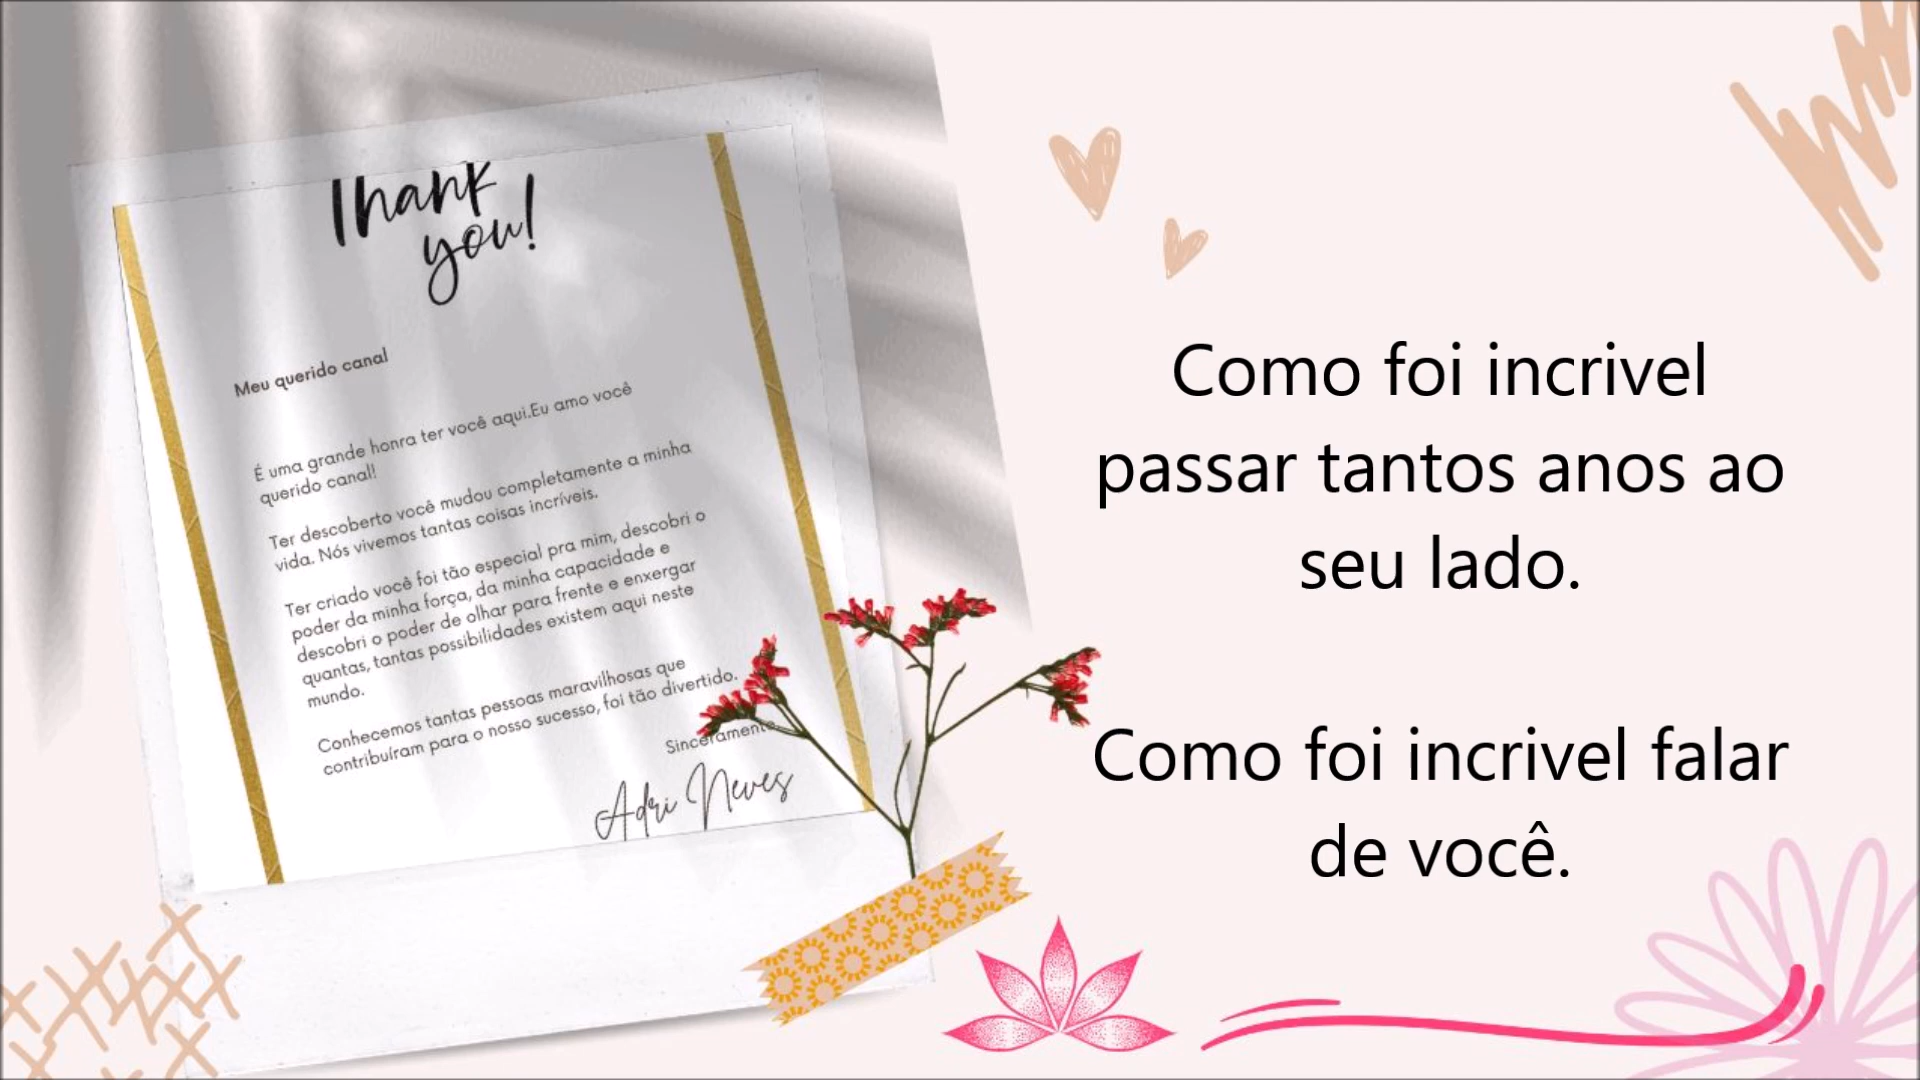 Thank
you!
Meu querido canal
É uma grande honra ter você aqui.Eu amo você
querido canal!
Ter descoberto você mudou completamente a minha
vida. Nós vivemos tantas coisas incríveis.
Ter criado você foi tão especial pra mim, descobri o
poder da minha força, da minha capacidade e
descobri o poder de olhar para frente e enxergar
quantas, tantas possibilidades existem aqui neste
mundo.
Conhecemos tantas pessoas maravilhosas que
contribuíram para o nosso sucesso, foi tão divertido.
Sinceramente
Adri Neves
Como foi incrivel
passar tantos anos ao
seu lado.
Como foi incrivel falar
de você.